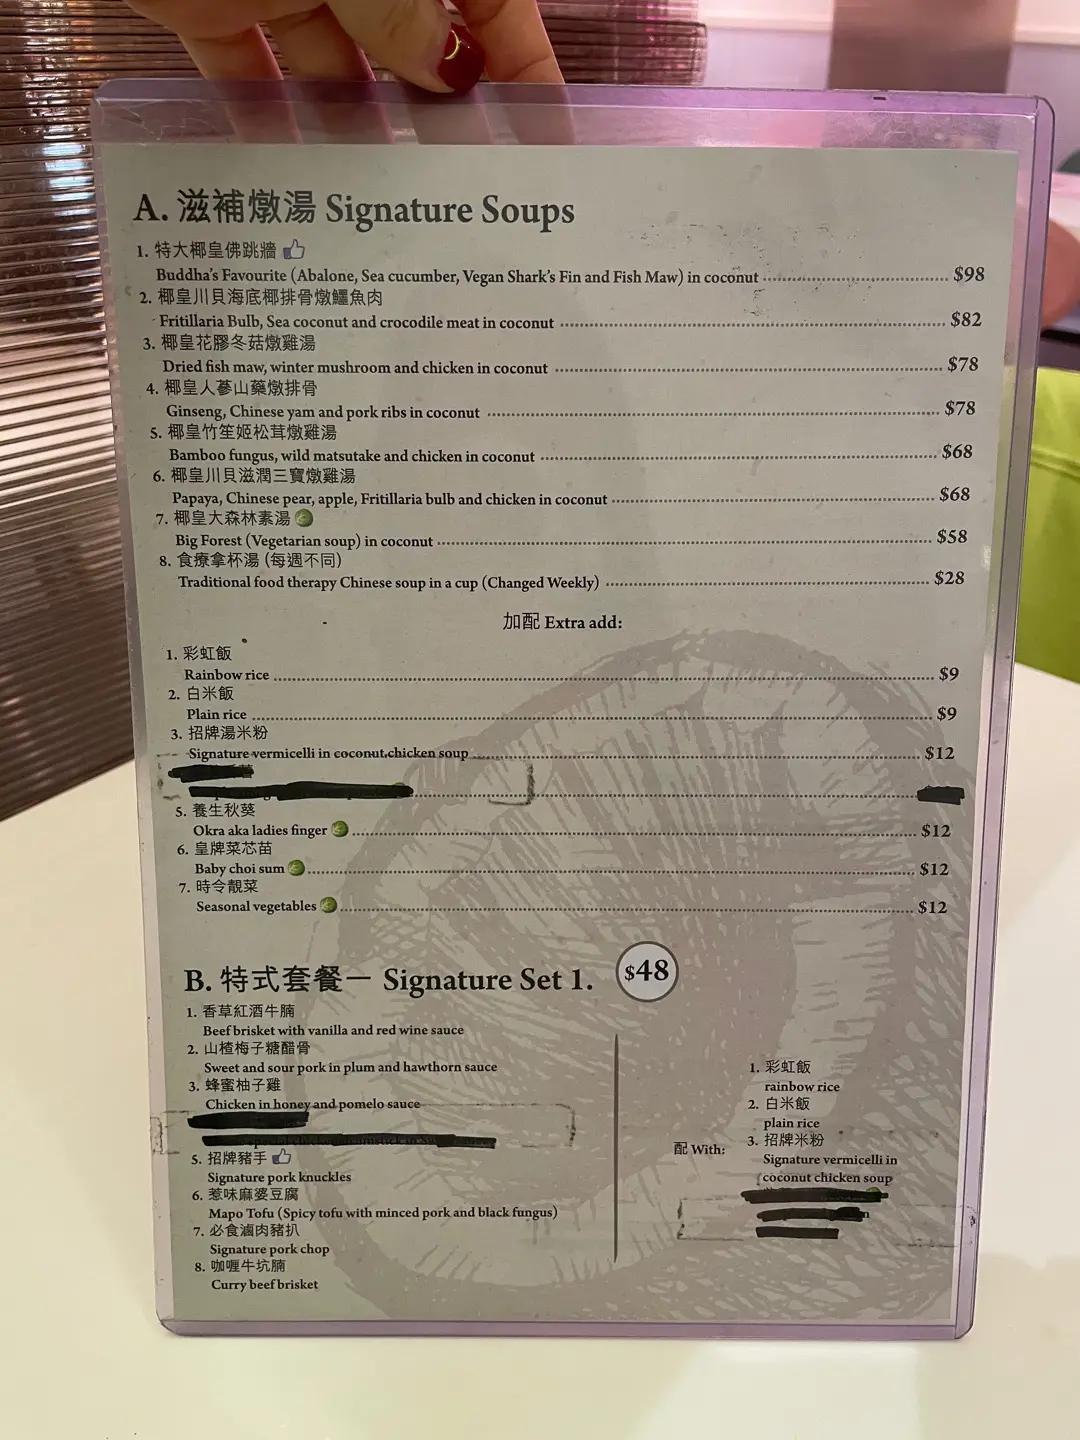 A. 滋補燉湯 Signature Soups
1. 特大椰皇佛跳牆
Buddha's Favourite (Abalone, Sea cucumber, Vegan Shark's Fin and Fish Maw) in coconut $98
2. 椰皇川貝海底椰排骨燉鱷魚肉
Fritillaria Bulb, Sea coconut and crocodile meat in coconut $82
3. 椰皇花膠冬菇燉雞湯
Dried fish maw, winter mushroom and chicken in coconut $78
4. 椰皇人蔘山藥燉排骨
Ginseng, Chinese yam and pork ribs in coconut $78
5. 椰皇竹笙姬松茸燉雞湯
Bamboo fungus, wild matsutake and chicken in coconut $68
6. 椰皇川貝滋潤三寶燉雞湯
Papaya, Chinese pear, apple, Fritillaria bulb and chicken in coconut $68
7. 椰皇大森林素湯
Big Forest (Vegetarian soup) in coconut $58
8. 食療拿杯湯 (每週不同)
Traditional food therapy Chinese soup in a cup (Changed Weekly) $28
加配 Extra add:
1. 彩虹飯
Rainbow rice $9
2. 白米飯
Plain rice $9
3. 招牌湯米粉
Signature vermicelli in coconut chicken soup $12
5. 養生秋葵
Okra aka ladies finger $12
6. 皇牌菜芯苗
Baby choi sum $12
7. 時令靚菜
Seasonal vegetables $12
B. 特式套餐一 Signature Set 1. $48
1. 香草紅酒牛腩
Beef brisket with vanilla and red wine sauce
2. 山楂梅子糖醋骨
Sweet and sour pork in plum and hawthorn sauce
3. 蜂蜜柚子雞
Chicken in honey and pomelo sauce
5. 招牌豬手
Signature pork knuckles
6. 惹味麻婆豆腐
Mapo Tofu (Spicy tofu with minced pork and black fungus)
7. 必食滷肉豬扒
Signature pork chop
8. 咖喱牛坑腩
Curry beef brisket
配 With:
1. 彩虹飯
rainbow rice
2. 白米飯
plain rice
3. 招牌米粉
Signature vermicelli in
coconut chicken soup